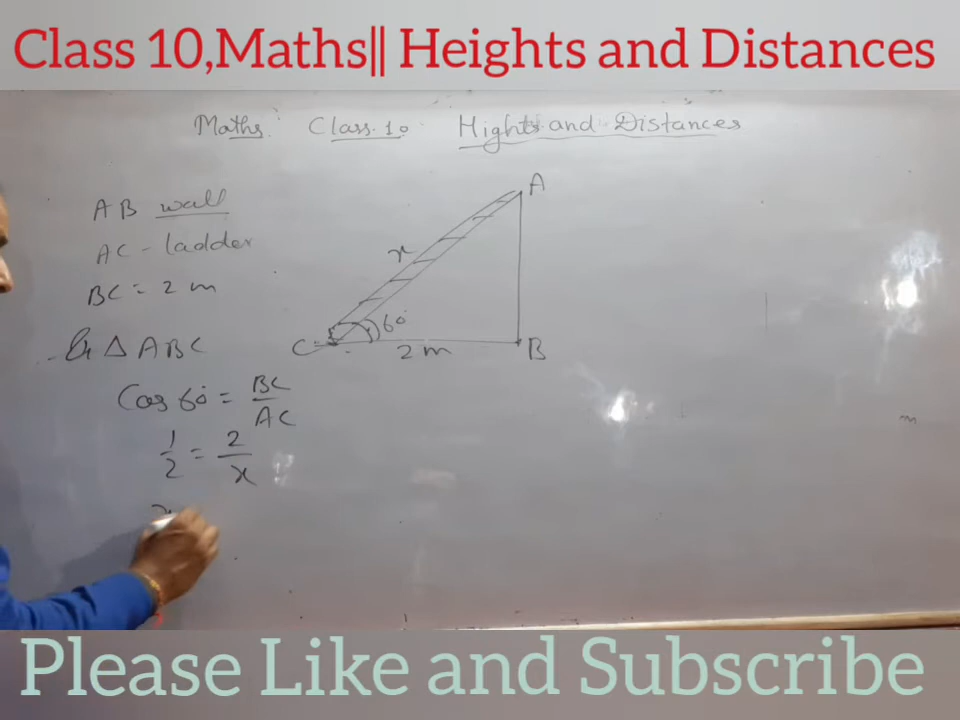 Class 10,Maths|| Heights and Distances
Maths Class.10 Hights and Distances
AB wall
AC - ladder
BC = 2 m
In △ ABC
Cos 60° = BC/AC
1/2 = 2/x
x
A
x
60°
C 2 m B
Please Like and Subscribe